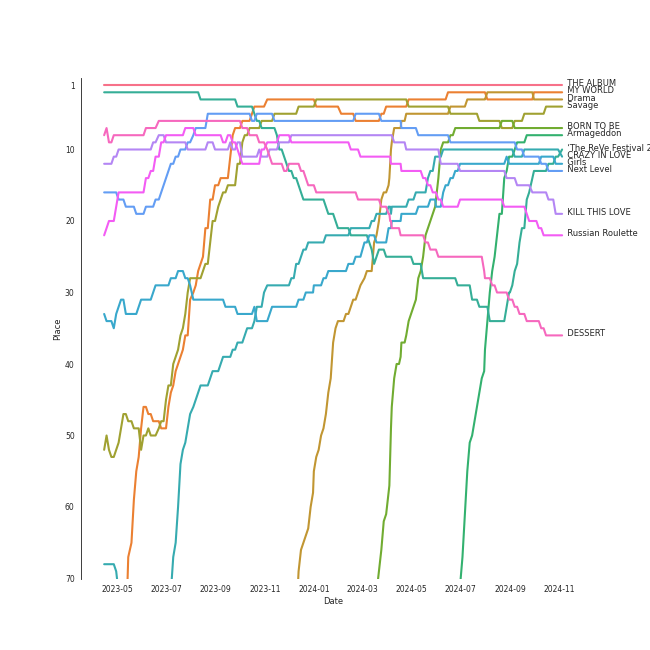 1
10
20
30
40
50
60
70
Place
2023-05
2023-07
2023-09
2023-11
2024-01
2024-03
2024-05
2024-07
2024-09
2024-11
Date
THE ALBUM
MY WORLD
Drama
Savage
BORN TO BE
Armageddon
'The ReVe Festival 2
CRAZY IN LOVE
Girls
Next Level
KILL THIS LOVE
Russian Roulette
DESSERT